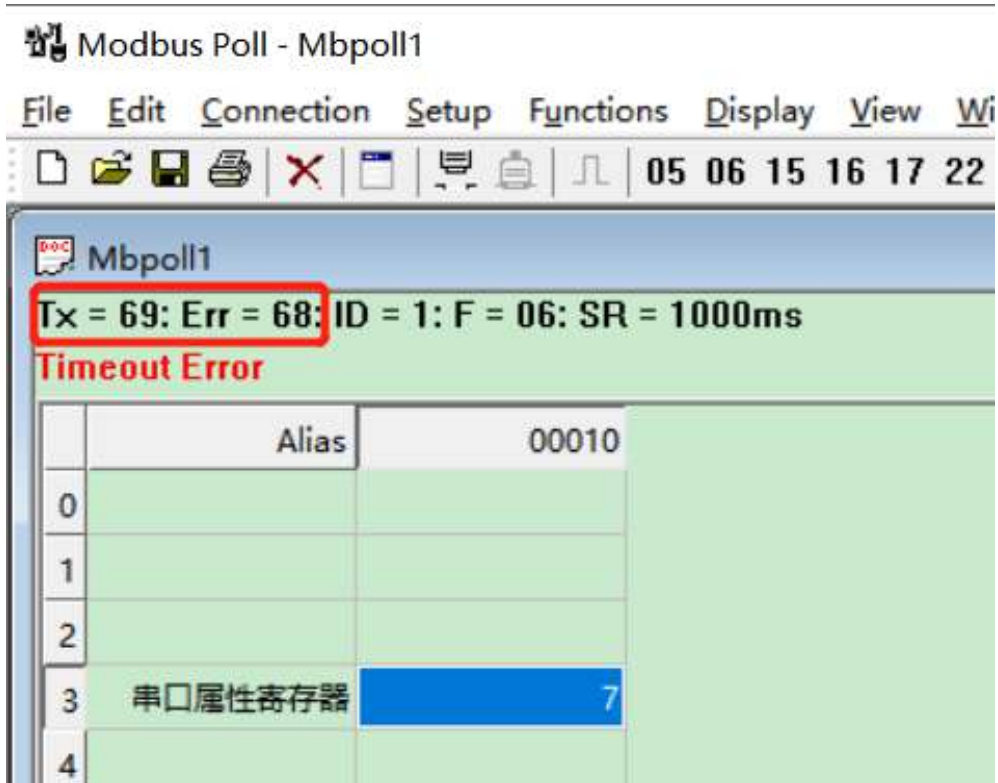 Modbus Poll - Mbpoll1
File Edit Connection Setup Functions Display View Wi
05 06 15 16 17 22
DOC Mbpoll1
Tx = 69: Err = 68: ID = 1: F = 06: SR = 1000ms
Timeout Error
Alias 00010
0
1
2
3 串口属性寄存器 7
4